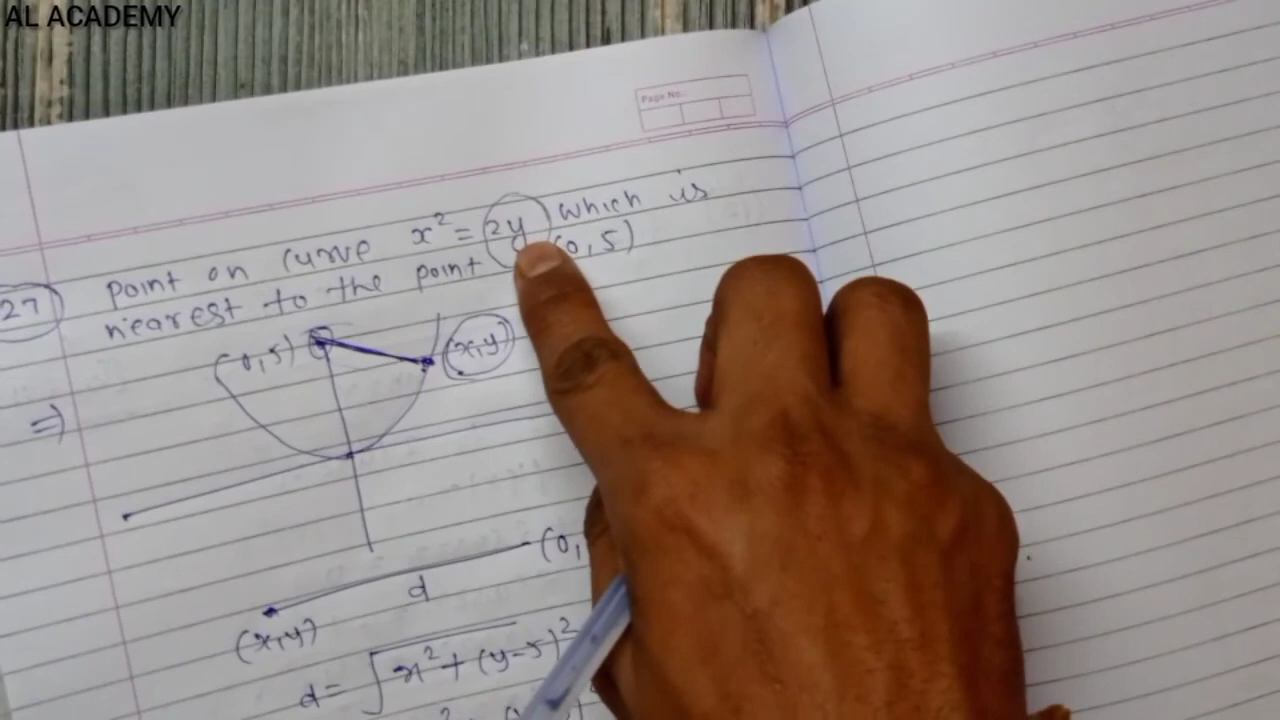 AL ACADEMY
Page No.:
27) point on curve x² = 2y which is
nearest to the point (0, 5)
(0, 5) (x, y)
=>
(0,
d
(x, y)
d = √x² + (y-5)²